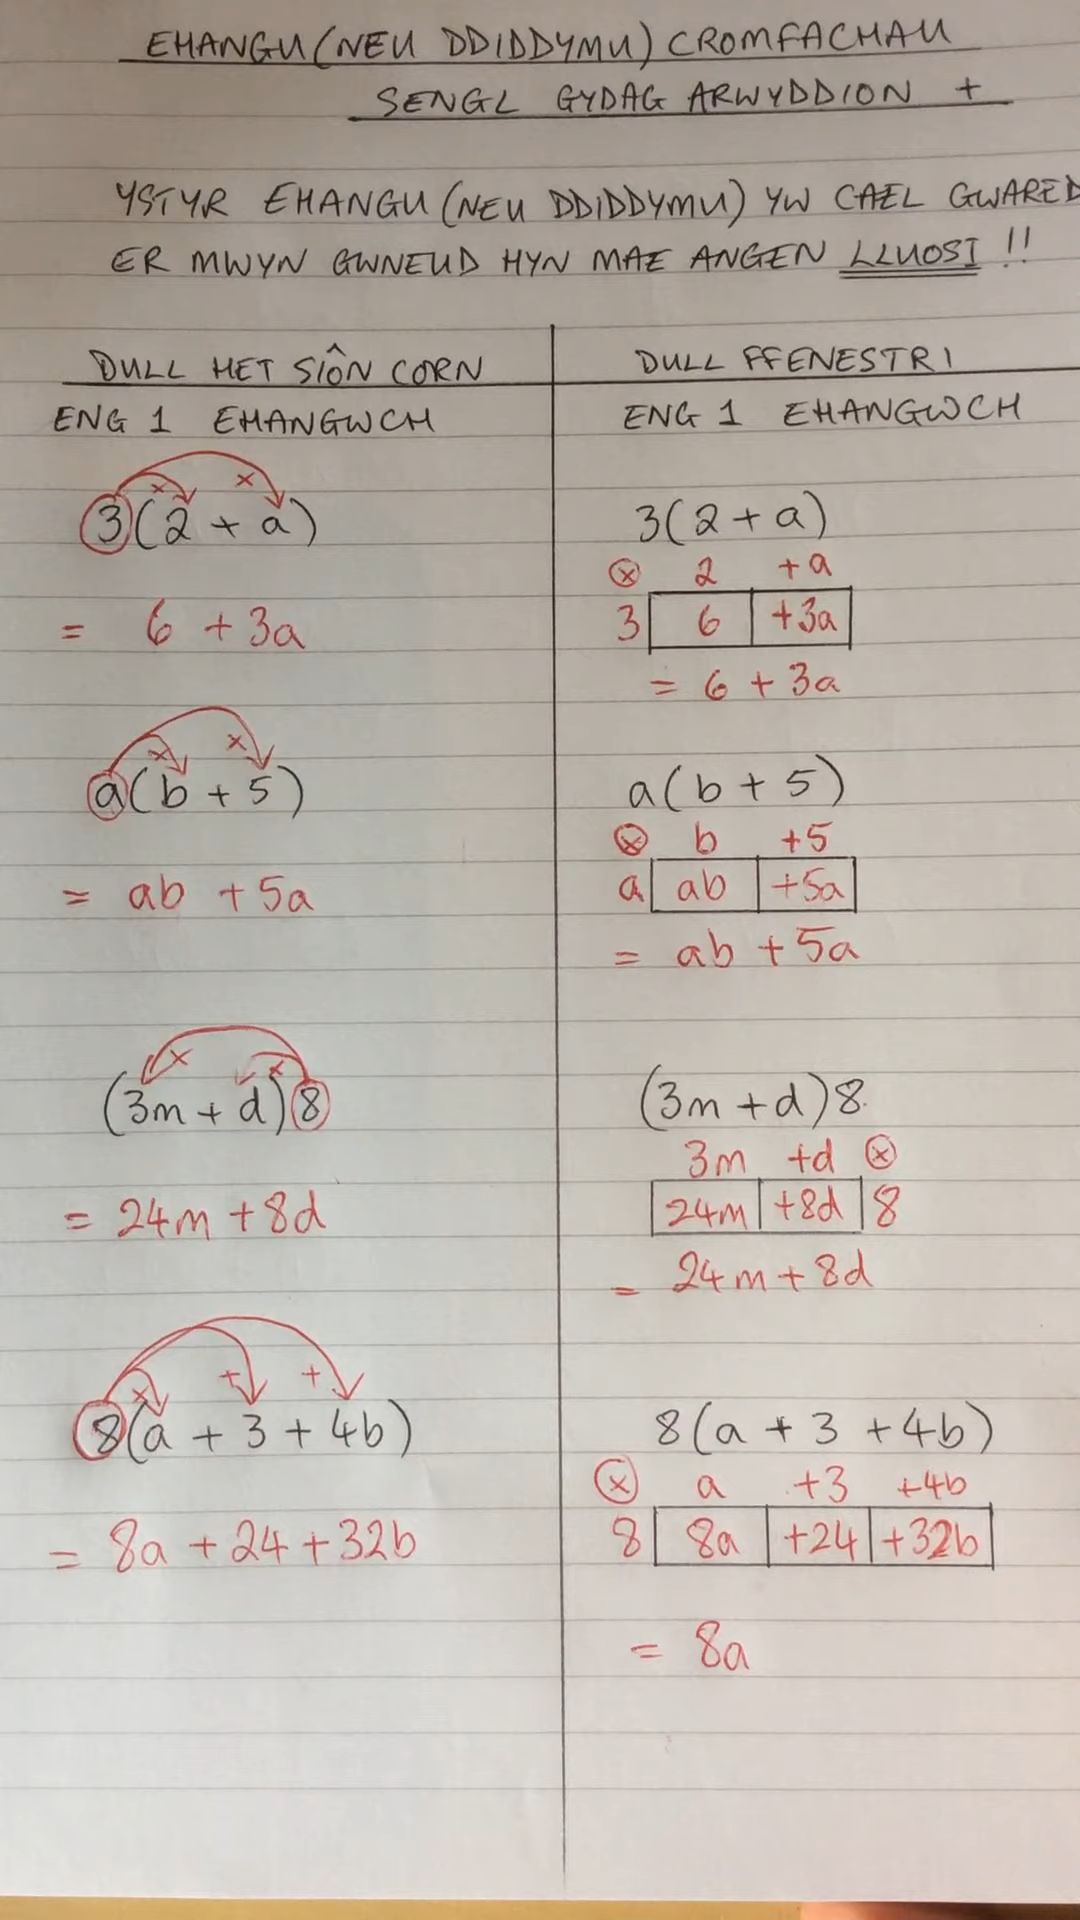 EHANGU (NEU DDIDDYMU) CROMFACHAU
SENGL GYDAG ARWYDDION +
YSTYR EHANGU (NEU DDIDDYMU) YW CAEL GWARED
ER MWYN GWNEUD HYN MAE ANGEN LLUOSI !!
DULL HET SIÔN CORN
ENG 1 EHANGWCH
× ×
3(2 + a)
= 6 + 3a
× ×
a(b + 5)
= ab + 5a
× ×
(3m + d)8
= 24m + 8d
× + +
8(a + 3 + 4b)
= 8a + 24 + 32b
DULL FFENESTRI
ENG 1 EHANGWCH
3(2 + a)
× 2 +a
3 6 +3a
= 6 + 3a
a(b + 5)
× b +5
a ab +5a
= ab + 5a
(3m + d)8
3m +d ×
24m +8d 8
= 24m + 8d
8(a + 3 + 4b)
× a +3 +4b
8 8a +24 +32b
= 8a